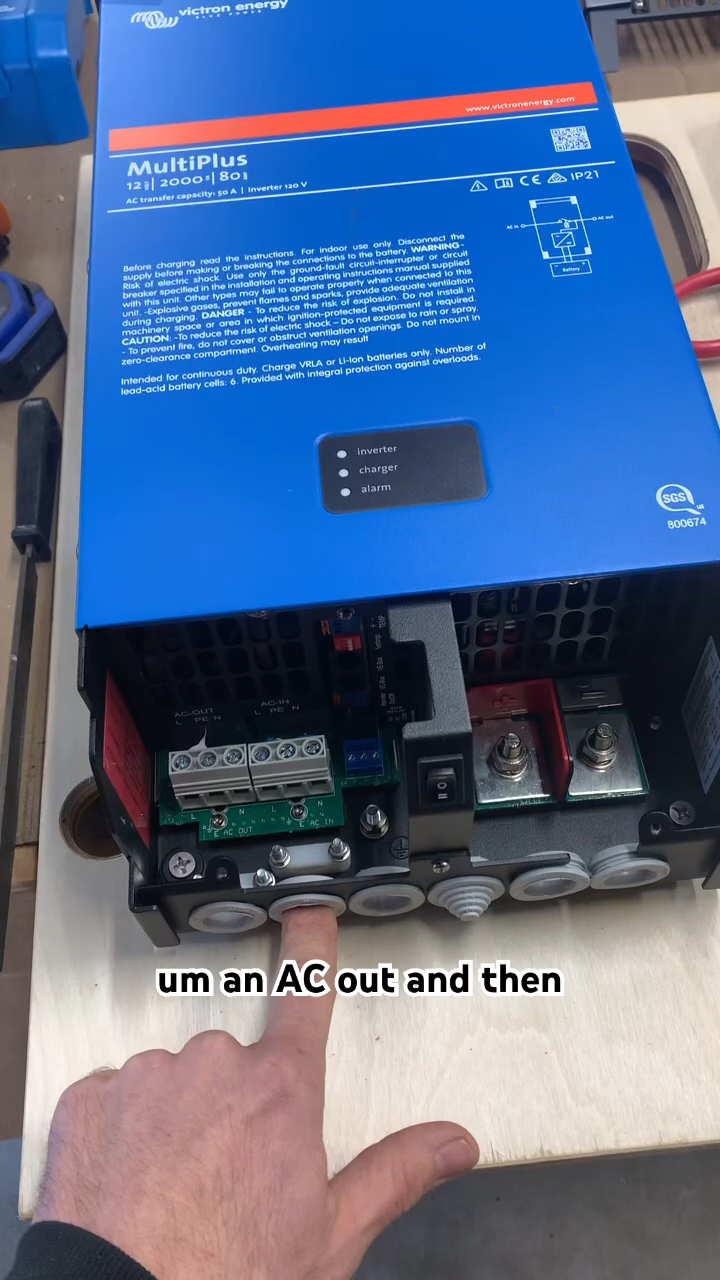 victron energy
BLUE POWER
www.victronenergy.com
MultiPlus
12 | 2000 | 80
AC transfer capacity: 50 A | Inverter 120 V
CE IP21
AC in
AC out
Battery
Before charging read the instructions. For indoor use only. Disconnect the
supply before making or breaking the connections to the battery. WARNING -
Risk of electric shock. Use only the ground-fault circuit-interrupter or circuit
breaker specified in the installation and operating instructions manual supplied
with this unit. Other types may fail to operate properly when connected to this
unit. -Explosive gases, prevent flames and sparks, provide adequate ventilation
during charging. DANGER - To reduce the risk of explosion. Do not install in
machinery space or area in which ignition-protected equipment is required.
CAUTION: -To reduce the risk of electric shock – Do not expose to rain or spray.
- To prevent fire, do not cover or obstruct ventilation openings. Do not mount in
zero-clearance compartment. Overheating may result
Intended for continuous duty. Charge VRLA or Li-Ion batteries only. Number of
lead-acid battery cells: 6. Provided with integral protection against overloads.
inverter
charger
alarm
SGS
US
800674
AC-OUT
L PE N
AC-IN
L PE N
L N L N
E AC OUT E AC IN
um an AC out and then